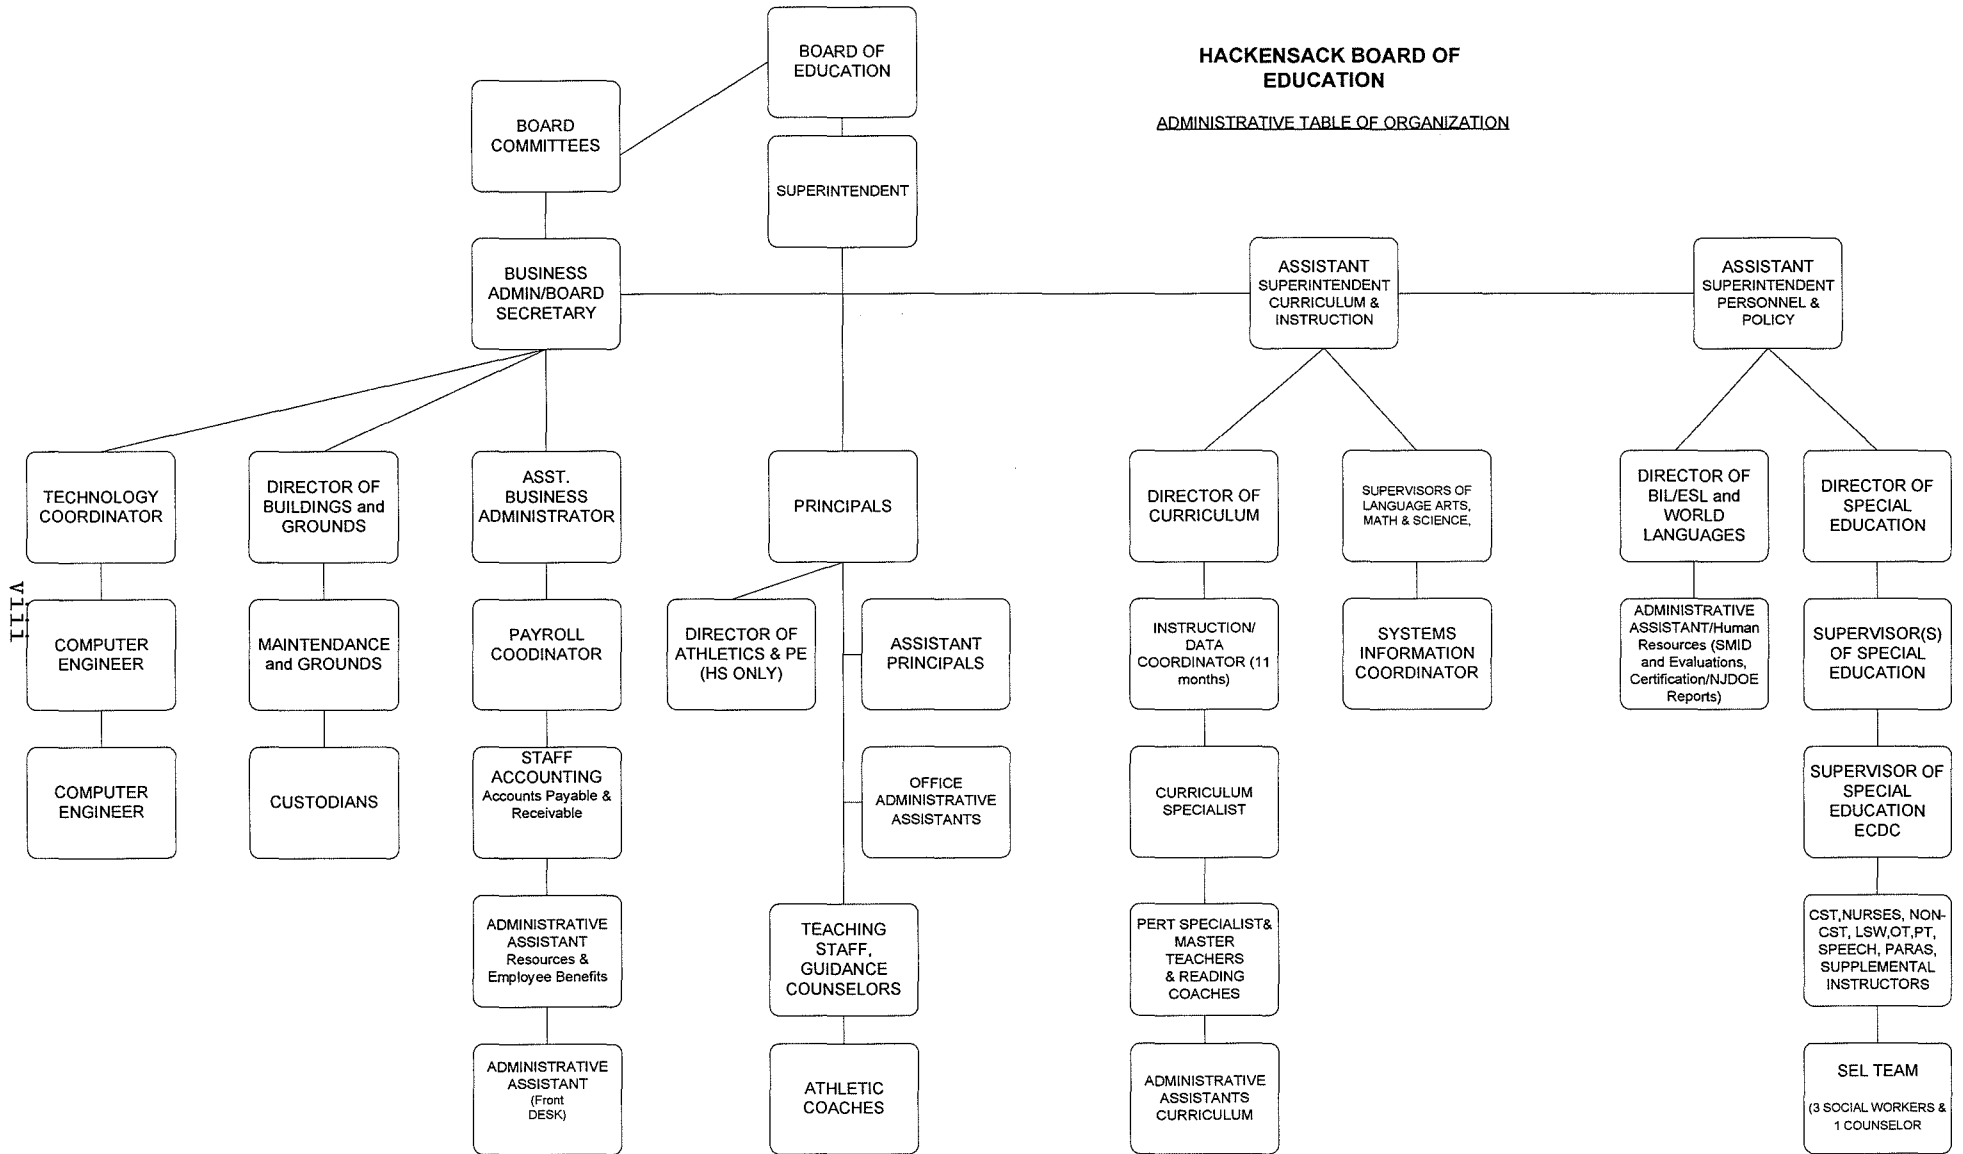 BOARD OF
EDUCATION
HACKENSACK BOARD OF
EDUCATION
ADMINISTRATIVE TABLE OF ORGANIZATION
BOARD
COMMITTEES
SUPERINTENDENT
BUSINESS
ADMIN/BOARD
SECRETARY
ASSISTANT
SUPERINTENDENT
CURRICULUM &
INSTRUCTION
ASSISTANT
SUPERINTENDENT
PERSONNEL &
POLICY
TECHNOLOGY
COORDINATOR
DIRECTOR OF
BUILDINGS and
GROUNDS
ASST.
BUSINESS
ADMINISTRATOR
PRINCIPALS
DIRECTOR OF
CURRICULUM
SUPERVISORS OF
LANGUAGE ARTS,
MATH & SCIENCE,
DIRECTOR OF
BIL/ESL and
WORLD
LANGUAGES
DIRECTOR OF
SPECIAL
EDUCATION
viii
COMPUTER
ENGINEER
MAINTENDANCE
and GROUNDS
PAYROLL
COODINATOR
DIRECTOR OF
ATHLETICS & PE
(HS ONLY)
ASSISTANT
PRINCIPALS
INSTRUCTION/
DATA
COORDINATOR (11
months)
SYSTEMS
INFORMATION
COORDINATOR
ADMINISTRATIVE
ASSISTANT/Human
Resources (SMID
and Evaluations,
Certification/NJDOE
Reports)
SUPERVISOR(S)
OF SPECIAL
EDUCATION
COMPUTER
ENGINEER
CUSTODIANS
STAFF
ACCOUNTING
Accounts Payable &
Receivable
OFFICE
ADMINISTRATIVE
ASSISTANTS
CURRICULUM
SPECIALIST
SUPERVISOR OF
SPECIAL
EDUCATION
ECDC
ADMINISTRATIVE
ASSISTANT
Resources &
Employee Benefits
TEACHING
STAFF,
GUIDANCE
COUNSELORS
PERT SPECIALIST&
MASTER
TEACHERS
& READING
COACHES
CST,NURSES, NON-
CST, LSW,OT,PT,
SPEECH, PARAS,
SUPPLEMENTAL
INSTRUCTORS
ADMINISTRATIVE
ASSISTANT
(Front
DESK)
ATHLETIC
COACHES
ADMINISTRATIVE
ASSISTANTS
CURRICULUM
SEL TEAM
(3 SOCIAL WORKERS &
1 COUNSELOR